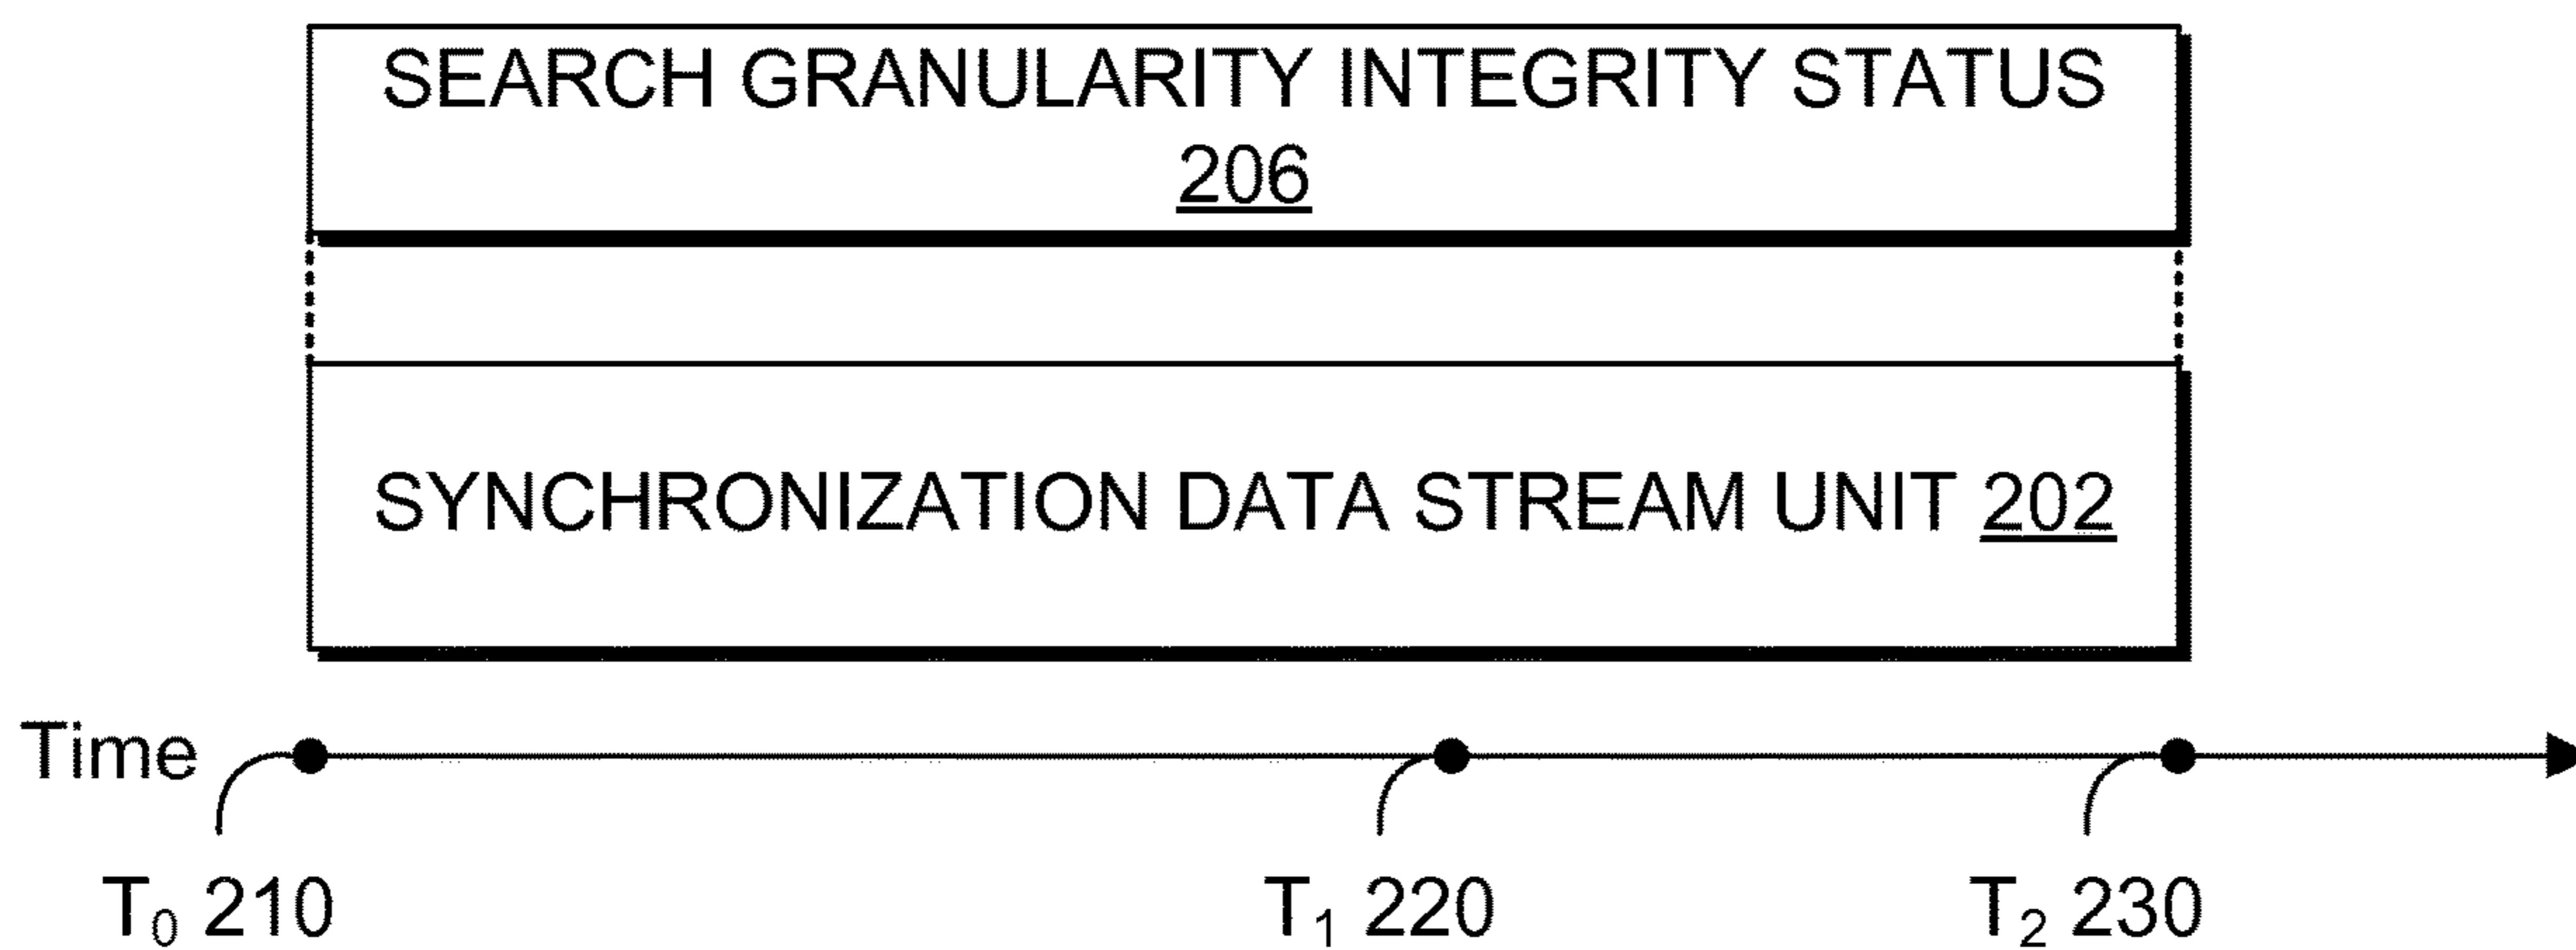 SEARCH GRANULARITY INTEGRITY STATUS
206
SYNCHRONIZATION DATA STREAM UNIT 202
Time
T₀ 210
T₁ 220
T₂ 230